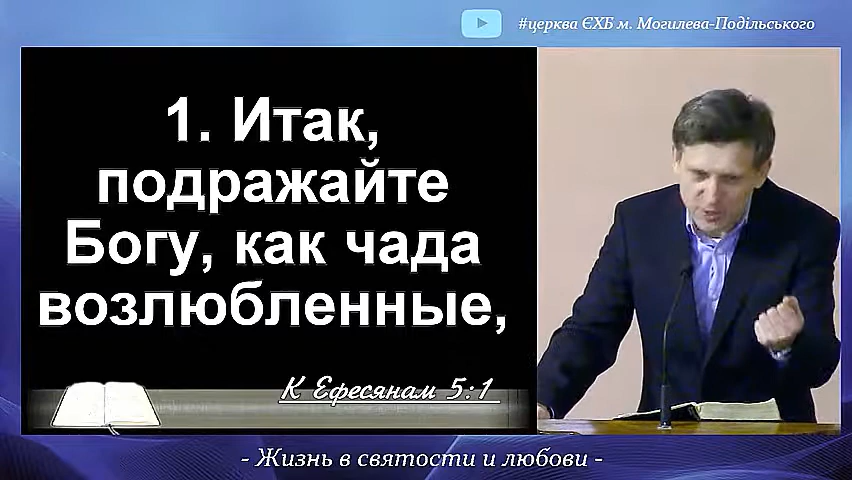 #церква ЄХБ м. Могилева-Подільського
1. Итак,
подражайте
Богу, как чада
возлюбленные,
К Ефесянам 5:1
- Жизнь в святости и любови -